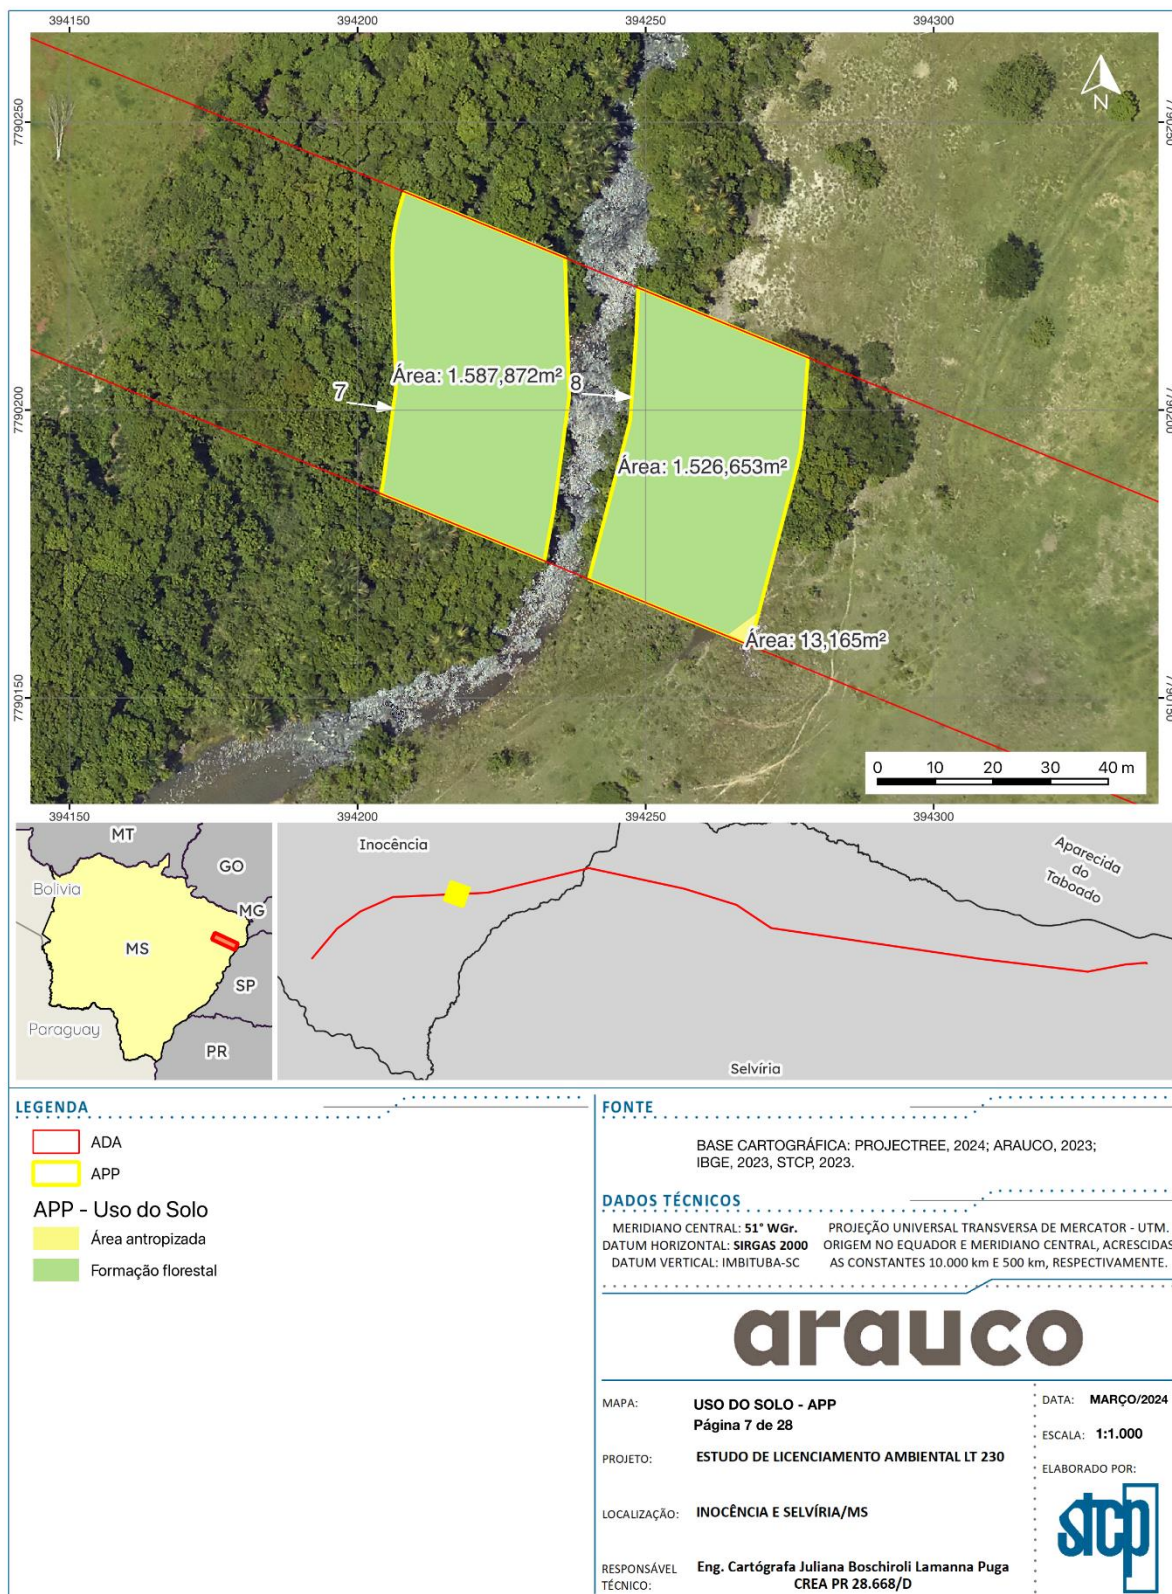 394150 394200 394250 394300
N
7790250 7790250
7790200 7790200
7790150 7790150
Área: 1.587,872m²
7
8
Área: 1.526,653m²
Área: 13,165m²
0 10 20 30 40 m
394150 394200 394250 394300
MT
GO
Bolivia
MG
MS
SP
Paraguay
PR
Inocência
Aparecida
do
Taboado
Selvíria
LEGENDA
ADA
APP
APP - Uso do Solo
Área antropizada
Formação florestal
FONTE
BASE CARTOGRÁFICA: PROJECTREE, 2024; ARAUCO, 2023;
IBGE, 2023, STCP, 2023.
DADOS TÉCNICOS
MERIDIANO CENTRAL: 51° WGr.
DATUM HORIZONTAL: SIRGAS 2000
DATUM VERTICAL: IMBITUBA-SC
PROJEÇÃO UNIVERSAL TRANSVERSA DE MERCATOR - UTM.
ORIGEM NO EQUADOR E MERIDIANO CENTRAL, ACRESCIDAS
AS CONSTANTES 10.000 km E 500 km, RESPECTIVAMENTE.
arauco
MAPA: USO DO SOLO - APP
Página 7 de 28
PROJETO: ESTUDO DE LICENCIAMENTO AMBIENTAL LT 230
LOCALIZAÇÃO: INOCÊNCIA E SELVÍRIA/MS
RESPONSÁVEL TÉCNICO: Eng. Cartógrafa Juliana Boschiroli Lamanna Puga
CREA PR 28.668/D
DATA: MARÇO/2024
ESCALA: 1:1.000
ELABORADO POR:
stcp